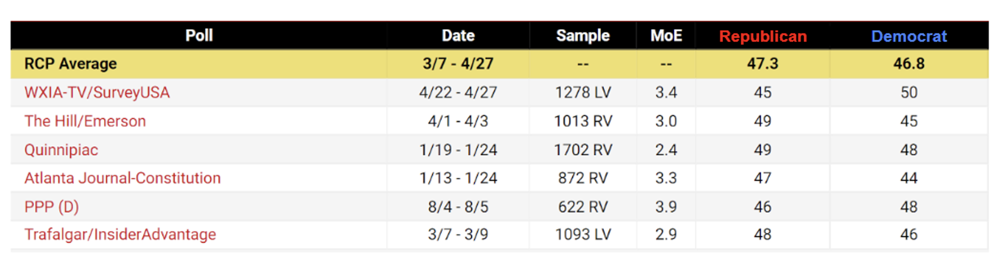 Poll Date Sample MoE Republican Democrat
RCP Average 3/7 - 4/27 -- -- 47.3 46.8
WXIA-TV/SurveyUSA 4/22 - 4/27 1278 LV 3.4 45 50
The Hill/Emerson 4/1 - 4/3 1013 RV 3.0 49 45
Quinnipiac 1/19 - 1/24 1702 RV 2.4 49 48
Atlanta Journal-Constitution 1/13 - 1/24 872 RV 3.3 47 44
PPP (D) 8/4 - 8/5 622 RV 3.9 46 48
Trafalgar/InsiderAdvantage 3/7 - 3/9 1093 LV 2.9 48 46